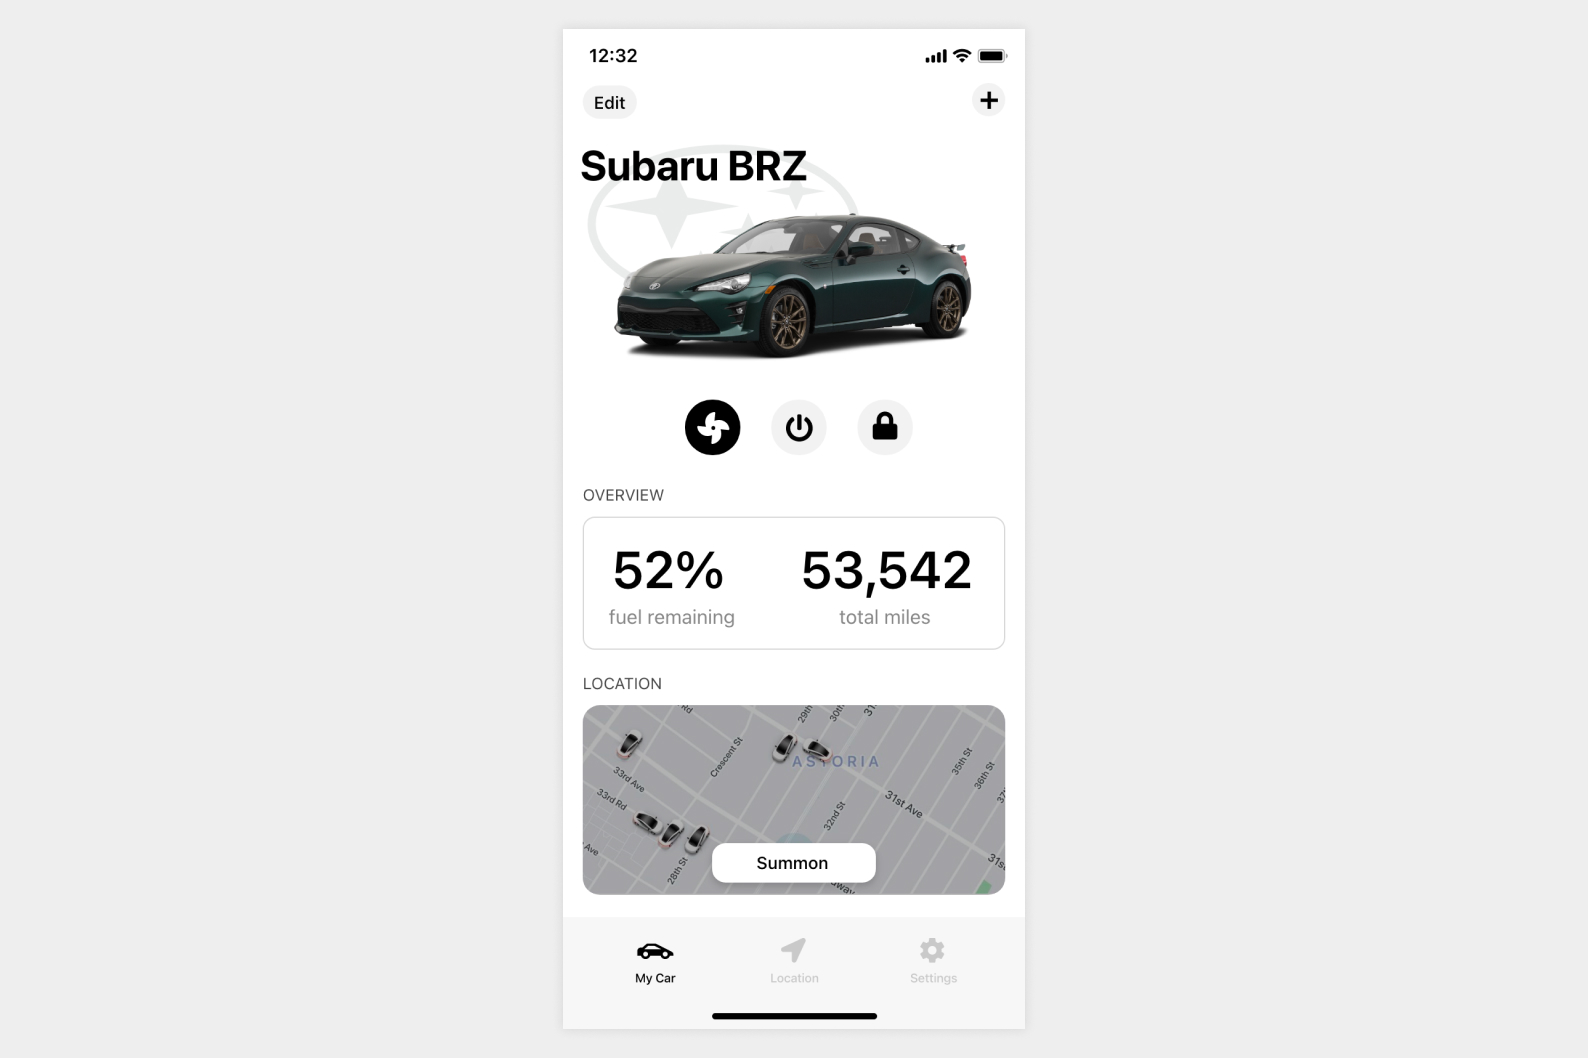 12:32
Edit
Subaru BRZ
OVERVIEW
52%
53,542
fuel remaining
total miles
LOCATION
Rd
29th
30th
31
Crescent St
ASTORIA
35th St
36th St
37
33rd Ave
33rd Rd
31st Ave
32nd St
Ave
28th St
31s
Summon
way
My Car
Location
Settings